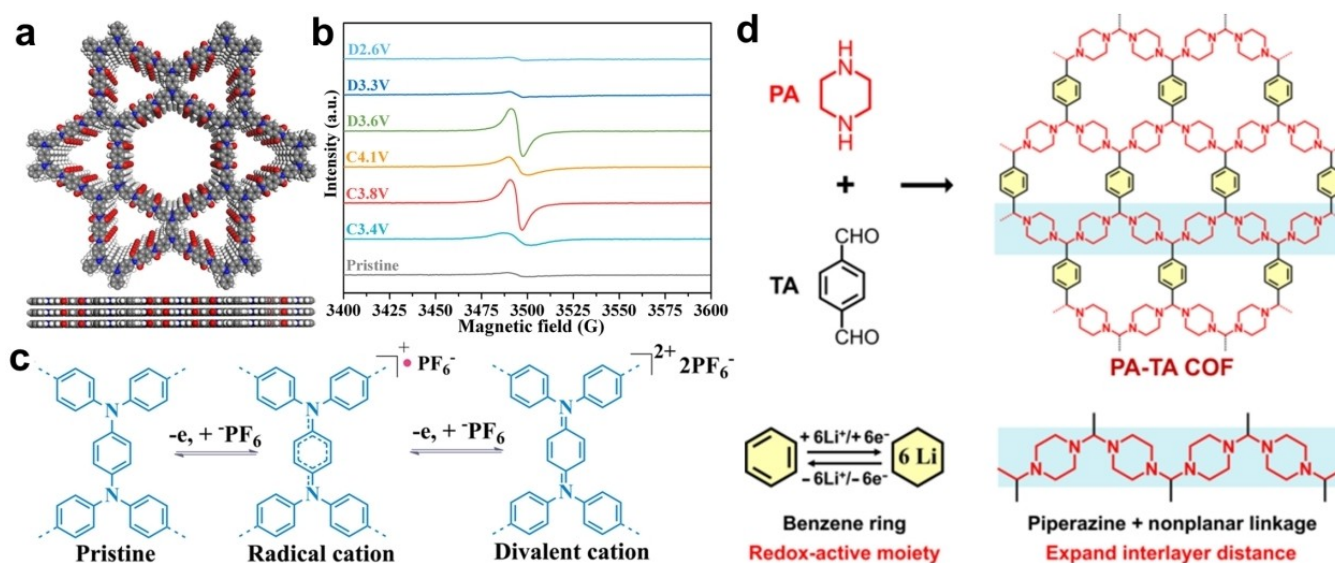 a
b
D2.6V
D3.3V
D3.6V
C4.1V
C3.8V
C3.4V
Pristine
Intensity (a.u.)
3400 3425 3450 3475 3500 3525 3550 3575 3600
Magnetic field (G)
c
N
N
Pristine
-e, + ⁻PF₆
+
• PF₆⁻
N
N
Radical cation
-e, + ⁻PF₆
2+
2PF₆⁻
N
N
Divalent cation
d
PA
H
N
N
H
+
TA
CHO
CHO
PA-TA COF
+ 6Li⁺/+ 6e⁻
− 6Li⁺/− 6e⁻
6 Li
Benzene ring
Redox-active moiety
N N N N N N N N
Piperazine + nonplanar linkage
Expand interlayer distance